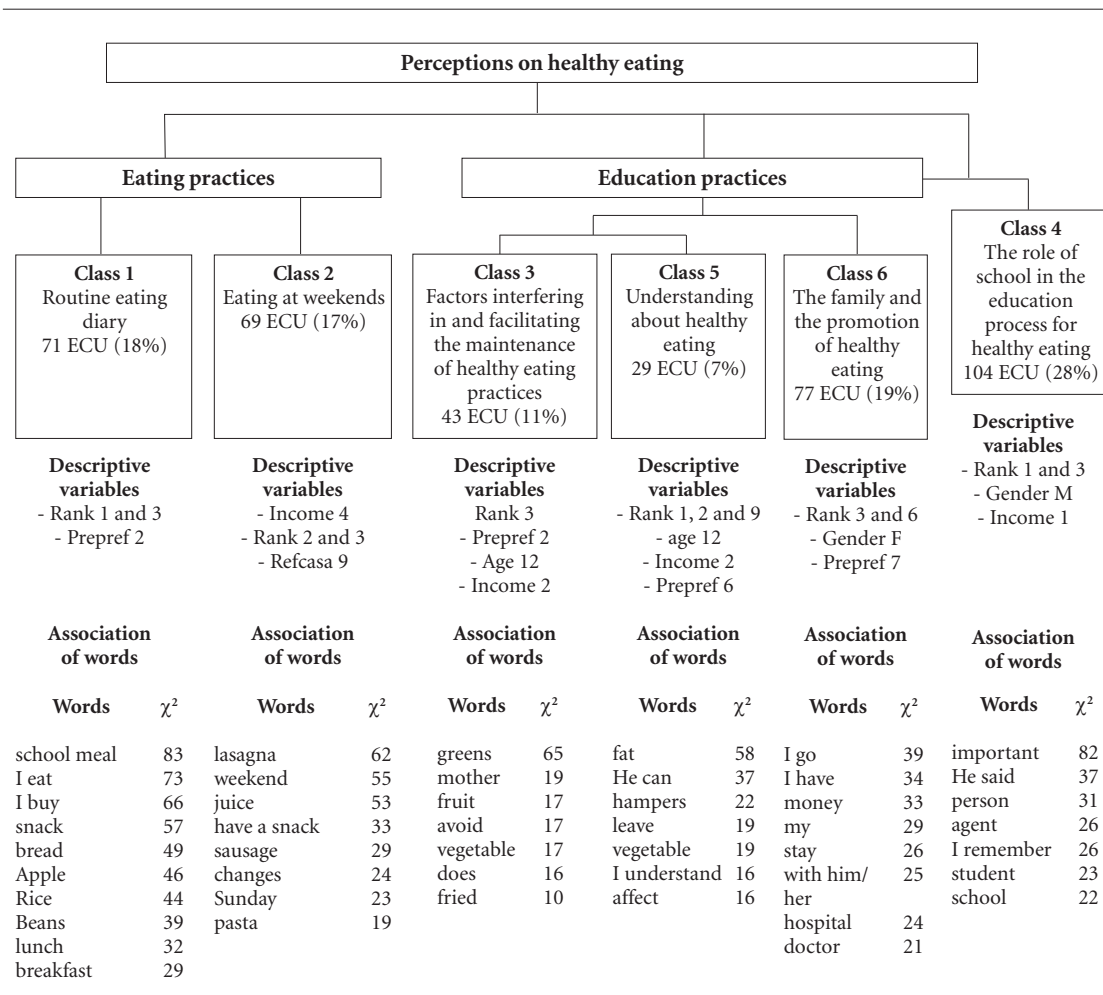 Perceptions on healthy eating
Eating practices
Education practices
Class 1
Routine eating
diary
71 ECU (18%)
Class 2
Eating at weekends
69 ECU (17%)
Class 3
Factors interfering
in and facilitating
the maintenance
of healthy eating
practices
43 ECU (11%)
Class 5
Understanding
about healthy
eating
29 ECU (7%)
Class 6
The family and
the promotion
of healthy
eating
77 ECU (19%)
Class 4
The role of
school in the
education
process for
healthy eating
104 ECU (28%)
Descriptive
variables
- Rank 1 and 3
- Prepref 2
Descriptive
variables
- Income 4
- Rank 2 and 3
- Refcasa 9
Descriptive
variables
Rank 3
- Prepref 2
- Age 12
- Income 2
Descriptive
variables
- Rank 1, 2 and 9
- age 12
- Income 2
- Prepref 6
Descriptive
variables
- Rank 3 and 6
- Gender F
- Prepref 7
Descriptive
variables
- Rank 1 and 3
- Gender M
- Income 1
Association
of words
Words χ²
school meal 83
I eat 73
I buy 66
snack 57
bread 49
Apple 46
Rice 44
Beans 39
lunch 32
breakfast 29
Association
of words
Words χ²
lasagna 62
weekend 55
juice 53
have a snack 33
sausage 29
changes 24
Sunday 23
pasta 19
Association
of words
Words χ²
greens 65
mother 19
fruit 17
avoid 17
vegetable 17
does 16
fried 10
Association
of words
Words χ²
fat 58
He can 37
hampers 22
leave 19
vegetable 19
I understand 16
affect 16
Association
of words
Words χ²
I go 39
I have 34
money 33
my 29
stay 26
with him/ 25
her
hospital 24
doctor 21
Association
of words
Words χ²
important 82
He said 37
person 31
agent 26
I remember 26
student 23
school 22